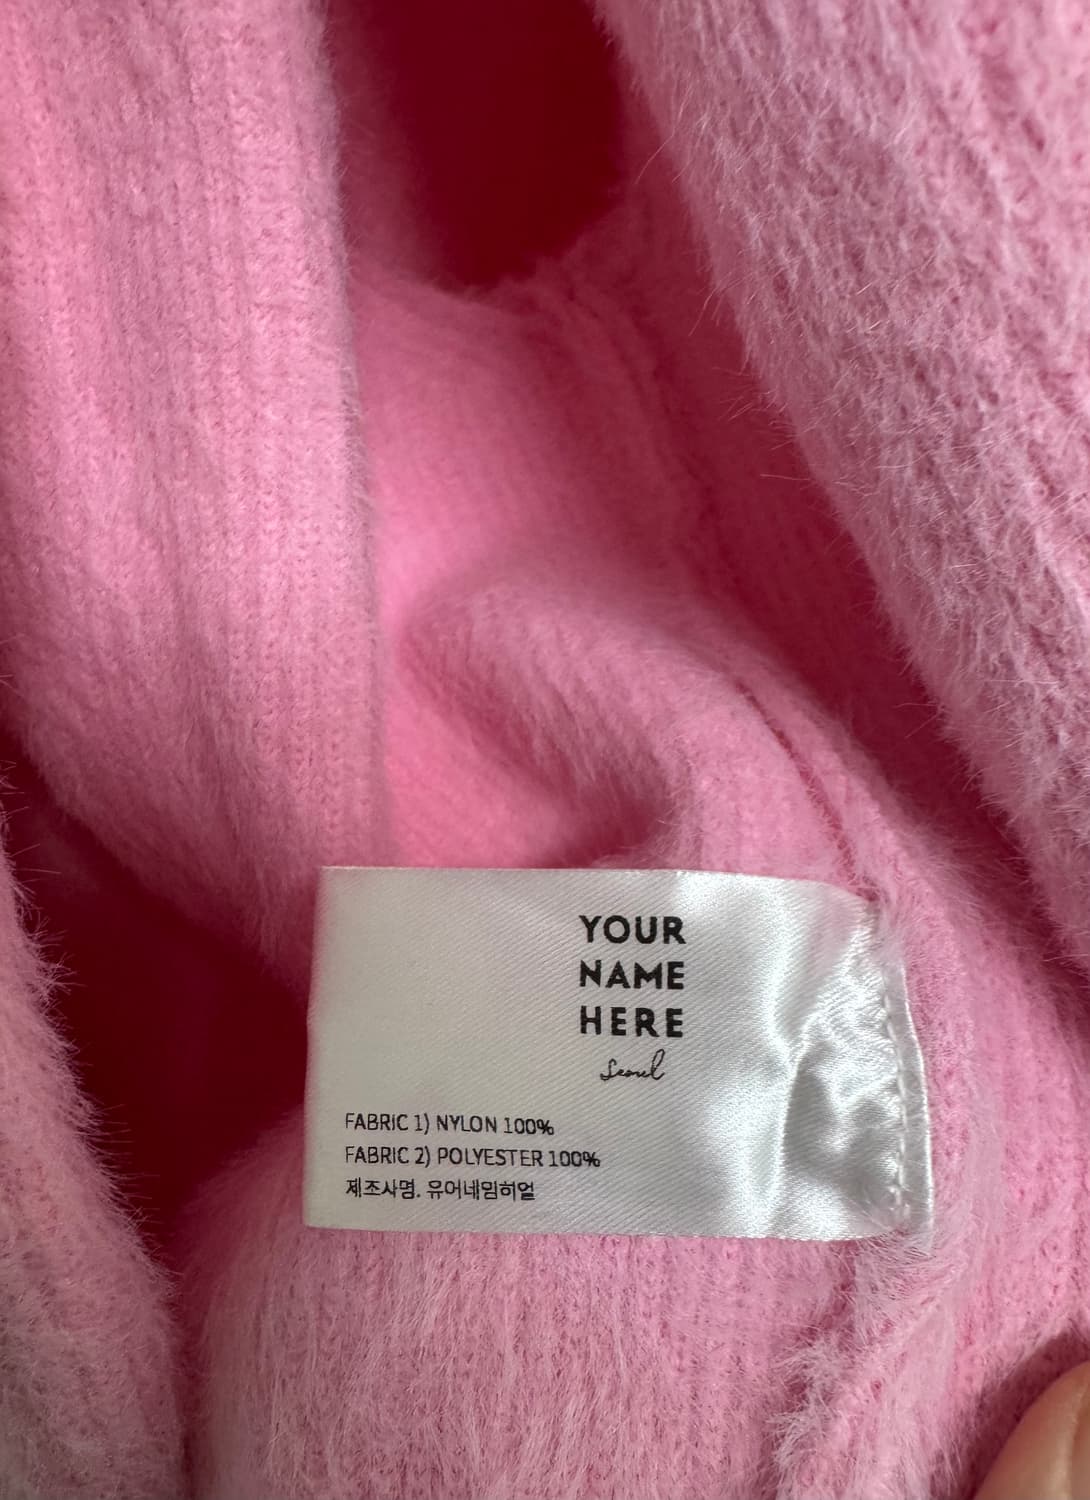 YOUR
NAME
HERE
Seoul
FABRIC 1) NYLON 100%
FABRIC 2) POLYESTER 100%
제조사명. 유어네임히얼